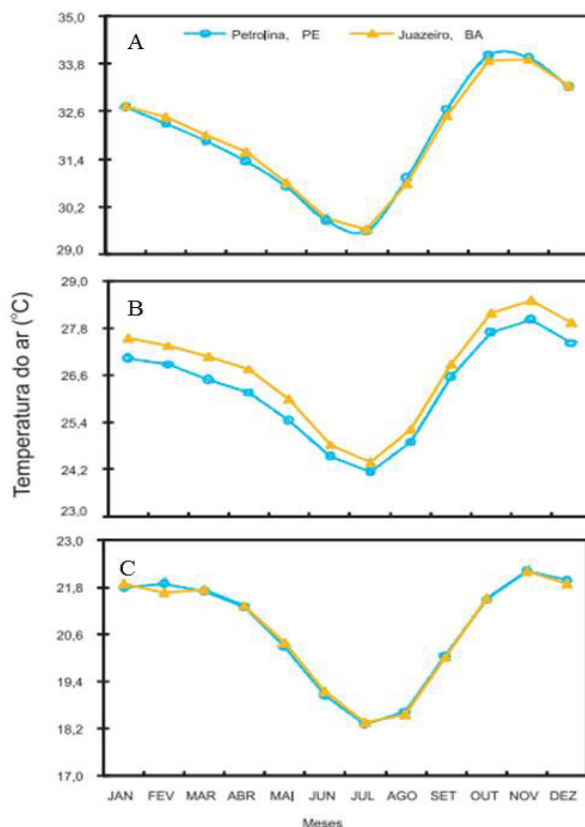 35,0
A
Petrolina, PE
Juazeiro, BA
33,8
32,6
31,4
30,2
29,0
29,0
B
27,8
26,6
25,4
24,2
23,0
Temperatura do ar (°C)
23,0
C
21,8
20,6
19,4
18,2
17,0
JAN FEV MAR ABR MAI JUN JUL AGO SET OUT NOV DEZ
Meses